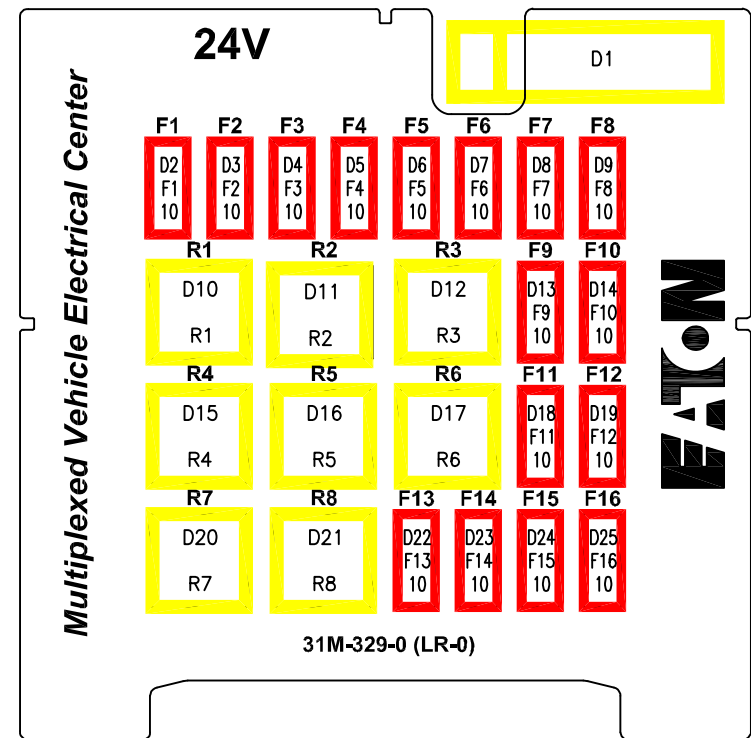 24V
D1
Multiplexed Vehicle Electrical Center
F1 F2 F3 F4 F5 F6 F7 F8
D2 D3 D4 D5 D6 D7 D8 D9
F1 F2 F3 F4 F5 F6 F7 F8
10 10 10 10 10 10 10 10
R1 R2 R3 F9 F10
D10 D11 D12 D13 D14
F9 F10
R1 R2 R3 10 10
EATON
R4 R5 R6 F11 F12
D15 D16 D17 D18 D19
F11 F12
R4 R5 R6 10 10
R7 R8 F13 F14 F15 F16
D20 D21 D22 D23 D24 D25
F13 F14 F15 F16
R7 R8 10 10 10 10
31M-329-0 (LR-0)